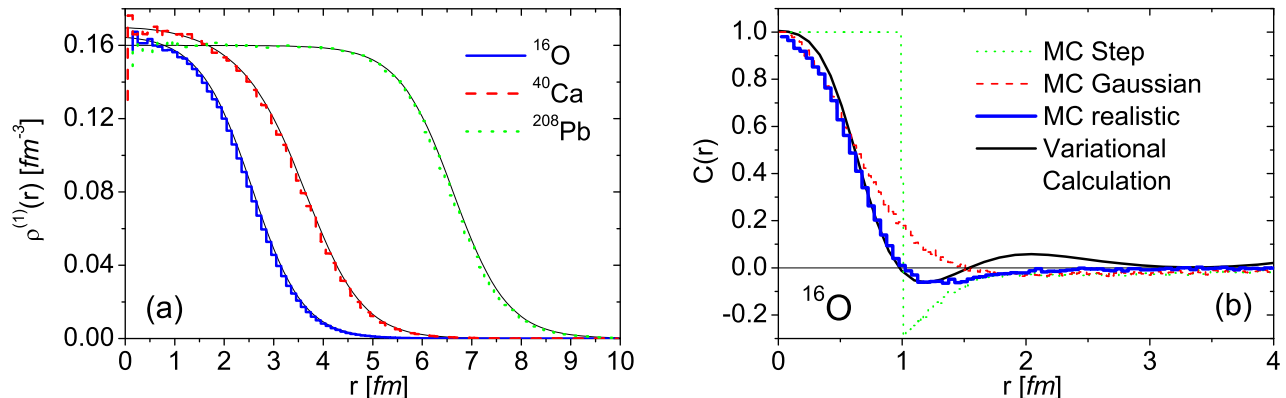 ρ⁽¹⁾(r) [fm⁻³]
0.16
0.12
0.08
0.04
0.00
¹⁶O
⁴⁰Ca
²⁰⁸Pb
(a)
0 1 2 3 4 5 6 7 8 9 10
r [fm]
C(r)
1.0
0.8
0.6
0.4
0.2
0.0
-0.2
MC Step
MC Gaussian
MC realistic
Variational
Calculation
¹⁶O
(b)
0 1 2 3 4
r [fm]